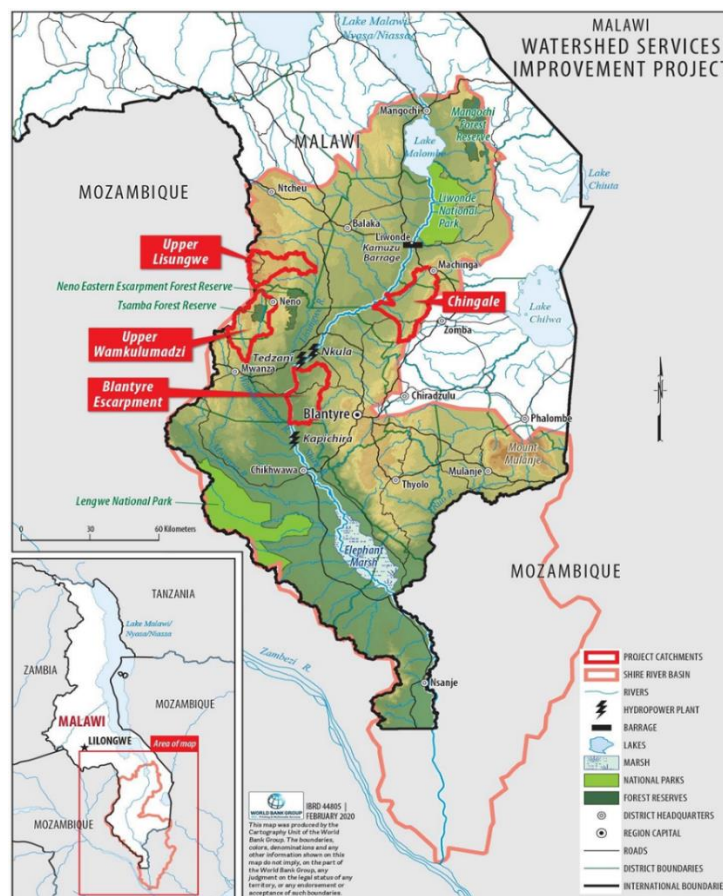 MALAWI
WATERSHED SERVICES
IMPROVEMENT PROJECT
Lake Malawi/
Nyasa/Niassa
Mangochi
Mangochi
Forest
Reserve
MALAWI
Lake
Malombe
MOZAMBIQUE
Lake
Chiuta
Ntcheu
Liwonde
National
Park
Balaka
Liwonde
Kamuzu
Barrage
Upper
Lisungwe
Machinga
Neno Eastern Escarpment Forest Reserve
Neno
Chingale
Tsamba Forest Reserve
Lake
Chilwa
Zomba
Upper
Wamkulumadzi
Tedzani
Nkula
Mwanza
Blantyre
Escarpment
Chiradzulu
Blantyre
Phalombe
Kapichira
Mount
Mulanje
Chikhwawa
Mulanje
Thyolo
Lengwe National Park
0
30
60 Kilometers
Elephant
Marsh
MOZAMBIQUE
Zambezi R.
Nsanje
TANZANIA
Lake Malawi/
Nyasa/Niassa
ZAMBIA
MOZAMBIQUE
MALAWI
LILONGWE
Area of map
MOZAMBIQUE
WORLD BANK GROUP
IBRD 44805 |
FEBRUARY 2020
This map was produced by the
Cartography Unit of the World
Bank Group. The boundaries,
colors, denominations and any
other information shown on this
map do not imply, on the part of
the World Bank Group, any
judgment on the legal status of any
territory, or any endorsement or
acceptance of such boundaries.
PROJECT CATCHMENTS
SHIRE RIVER BASIN
RIVERS
HYDROPOWER PLANT
BARRAGE
LAKES
MARSH
NATIONAL PARKS
FOREST RESERVES
DISTRICT HEADQUARTERS
REGION CAPITAL
ROADS
DISTRICT BOUNDARIES
INTERNATIONAL BOUNDARIE